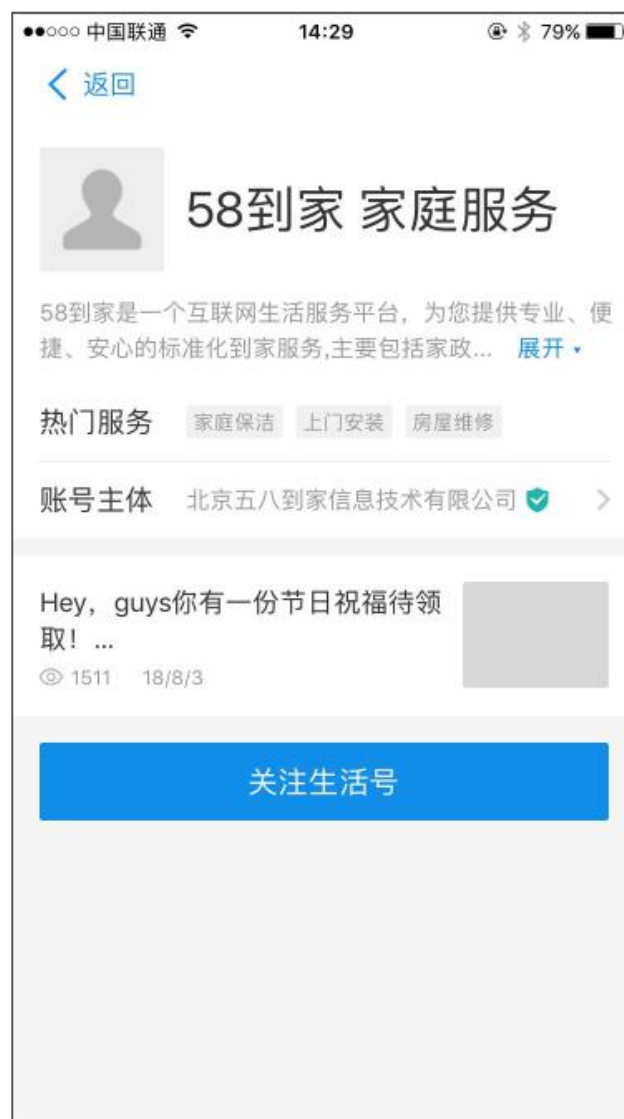 中国联通 14:29 79%
返回
58到家 家庭服务
58到家是一个互联网生活服务平台，为您提供专业、便
捷、安心的标准化到家服务,主要包括家政... 展开
热门服务 家庭保洁 上门安装 房屋维修
账号主体 北京五八到家信息技术有限公司
Hey，guys你有一份节日祝福待领
取！...
1511 18/8/3
关注生活号